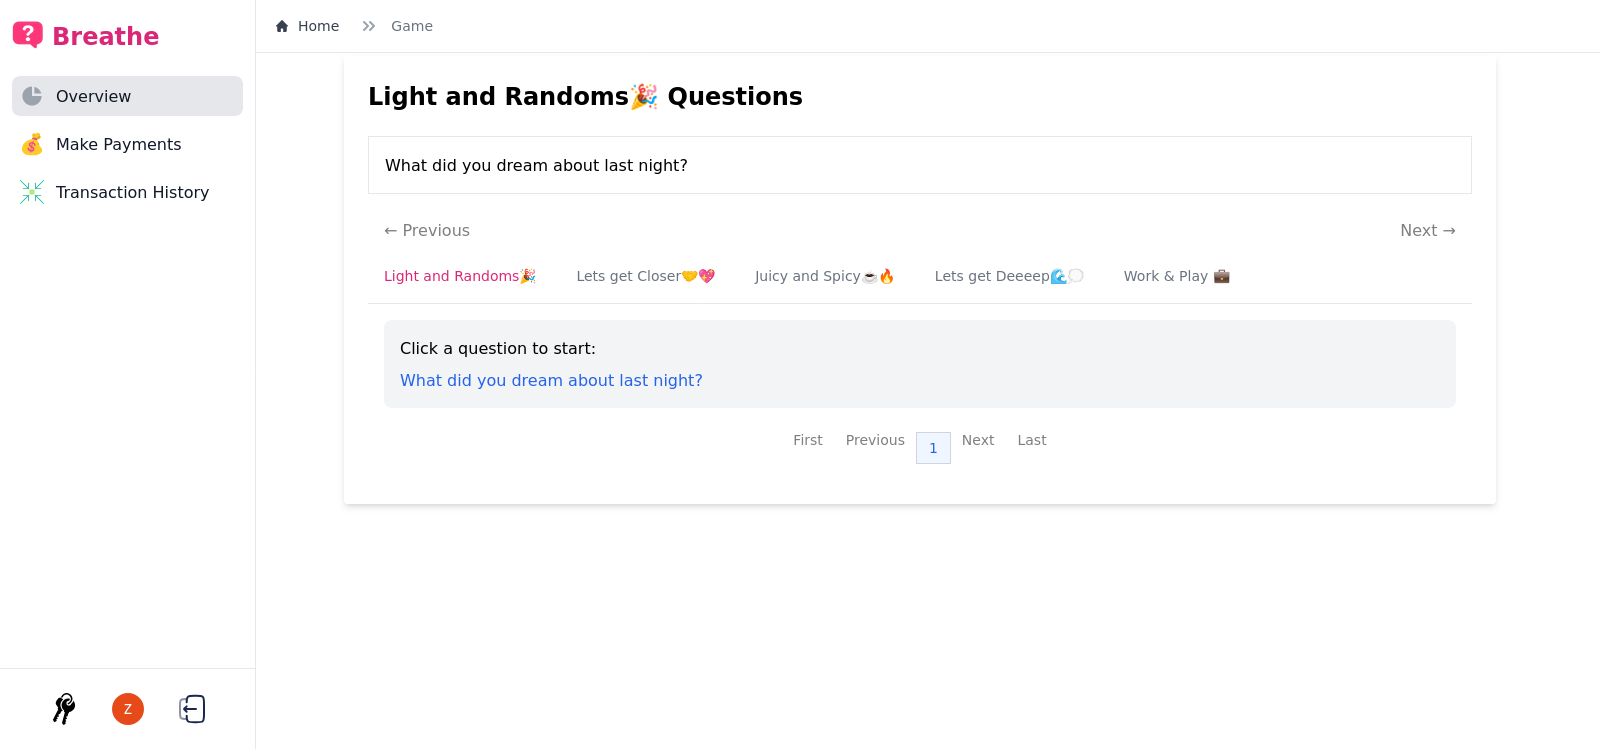 Breathe
Overview
Make Payments
Transaction History
Z
Home
Game
Light and Randoms🎉 Questions
What did you dream about last night?
← Previous
Next →
Light and Randoms🎉
Lets get Closer🤝💖
Juicy and Spicy☕🔥
Lets get Deeeep🌊💭
Work & Play 💼
Click a question to start:
What did you dream about last night?
First Previous 1 Next Last